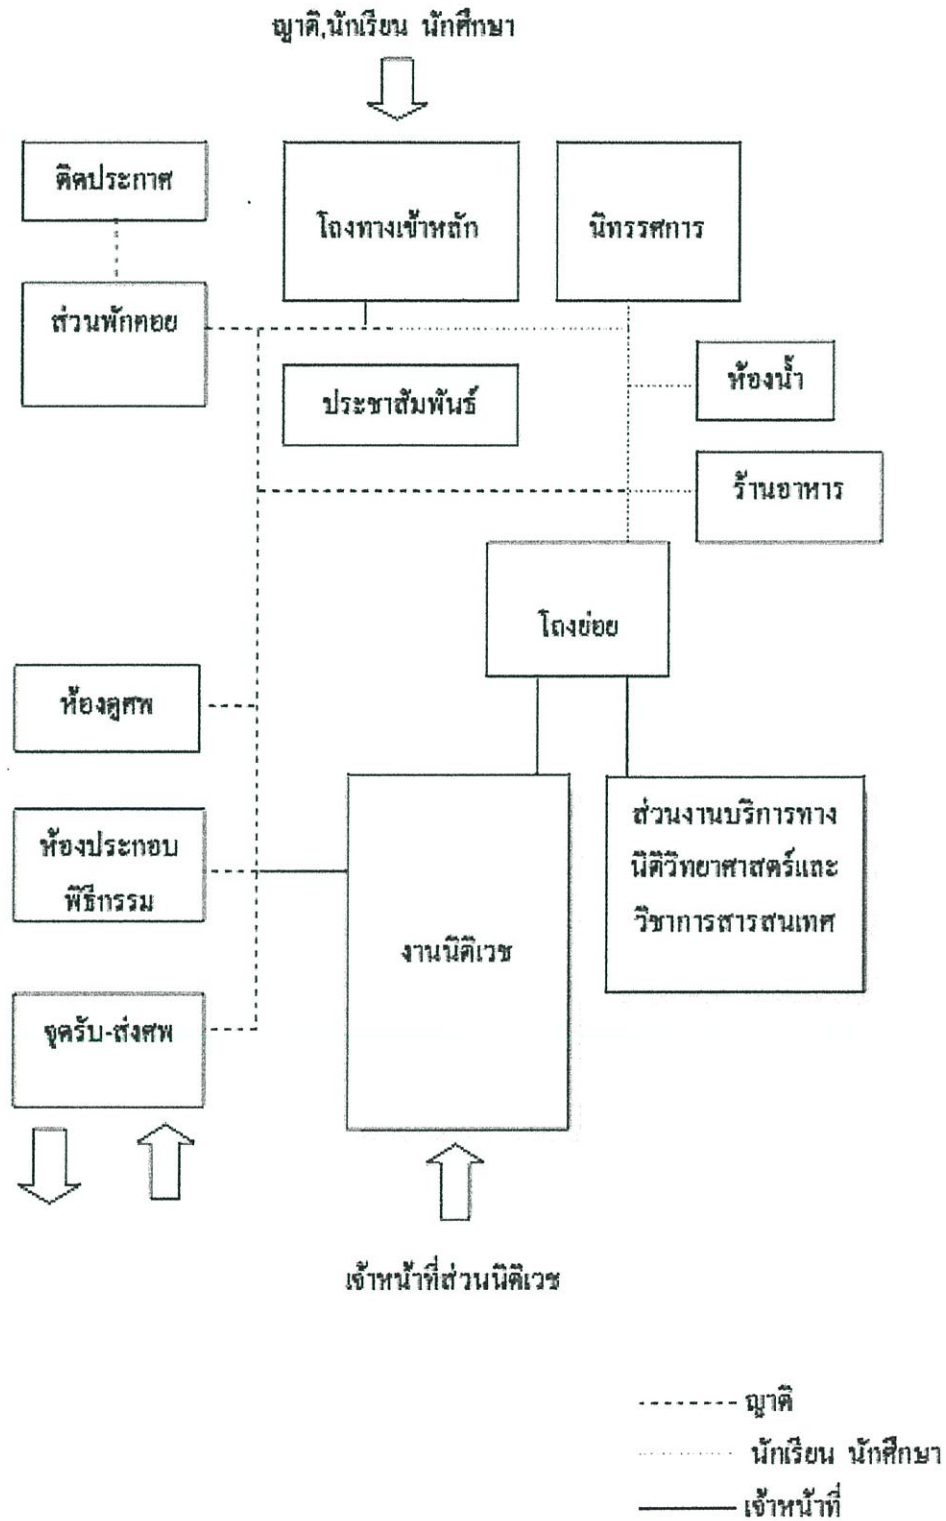 ญาติ,นักเรียน นักศึกษา
ติดประกาศ
โถงทางเข้าหลัก
นิทรรศการ
ส่วนพักคอย
ประชาสัมพันธ์
ห้องน้ำ
ร้านอาหาร
โถงย่อย
ห้องดูศพ
ห้องประกอบ
พิธีกรรม
จุดรับ-ส่งศพ
งานนิติเวช
ส่วนงานบริการทาง
นิติวิทยาศาสตร์และ
วิชาการสารสนเทศ
เจ้าหน้าที่ส่วนนิติเวช
ญาติ
นักเรียน นักศึกษา
เจ้าหน้าที่